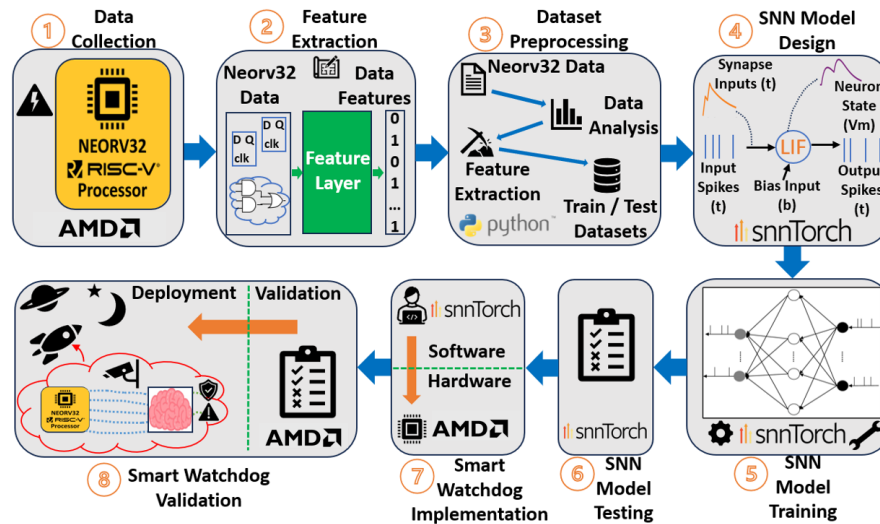 1 Data
Collection
NEORV32
RISC-V®
Processor
AMD
2 Feature
Extraction
Neorv32
Data
Data
Features
D Q
clk
D Q
clk
Feature
Layer
0
1
0
1
...
1
3 Dataset
Preprocessing
Neorv32 Data
Data
Analysis
Feature
Extraction
Train / Test
Datasets
python™
4 SNN Model
Design
Synapse
Inputs (t)
Neuron
State
(Vm)
LIF
Input
Spikes
(t)
Bias Input
(b)
Output
Spikes
(t)
snnTorch
Deployment
Validation
NEORV32
RISC-V®
Processor
AMD
8 Smart Watchdog
Validation
snnTorch
Software
Hardware
AMD
7 Smart
Watchdog
Implementation
snnTorch
6 SNN
Model
Testing
snnTorch
5 SNN
Model
Training